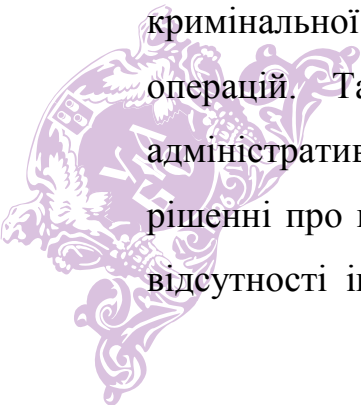 кримінальної
операцій. Та
адміністратив
рішенні про
відсутності